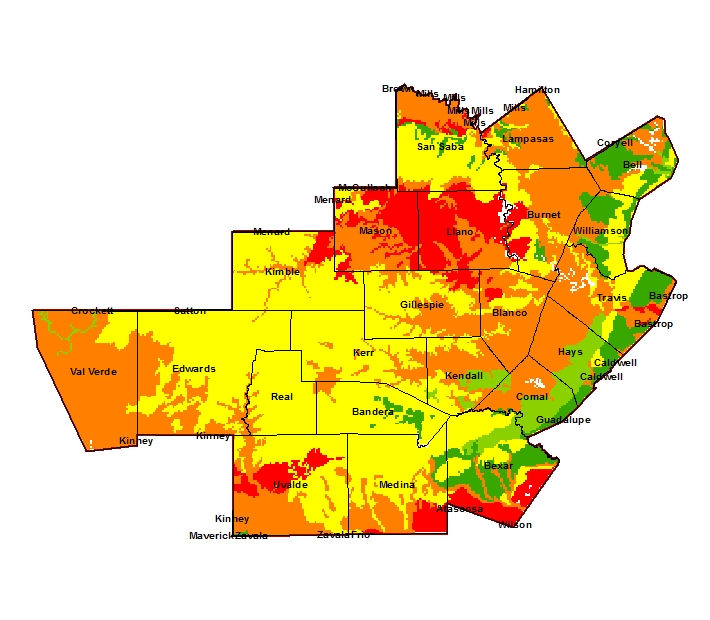 Brown
Mills
Mills
Hamilton
Mills
Mills
Mills
Mills
Lampasas
San Saba
Coryell
Bell
McCulloch
Menard
Burnet
Mason
Llano
Williamson
Menard
Kimble
Travis
Bastrop
Gillespie
Blanco
Crockett
Sutton
Bastrop
Kerr
Hays
Val Verde
Edwards
Caldwell
Kendall
Caldwell
Real
Comal
Bandera
Guadalupe
Kinney
Kinney
Bexar
Uvalde
Medina
Atascosa
Kinney
Wilson
Maverick
Zavala
Zavala
Frio